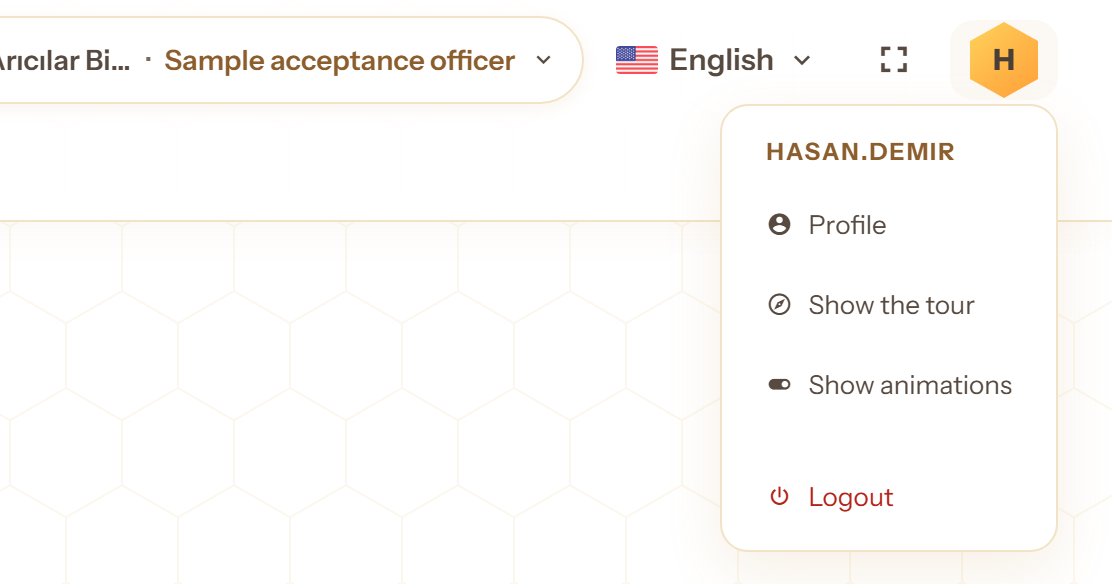 Arıcılar Bi... · Sample acceptance officer
English
H
HASAN.DEMIR
Profile
Show the tour
Show animations
Logout